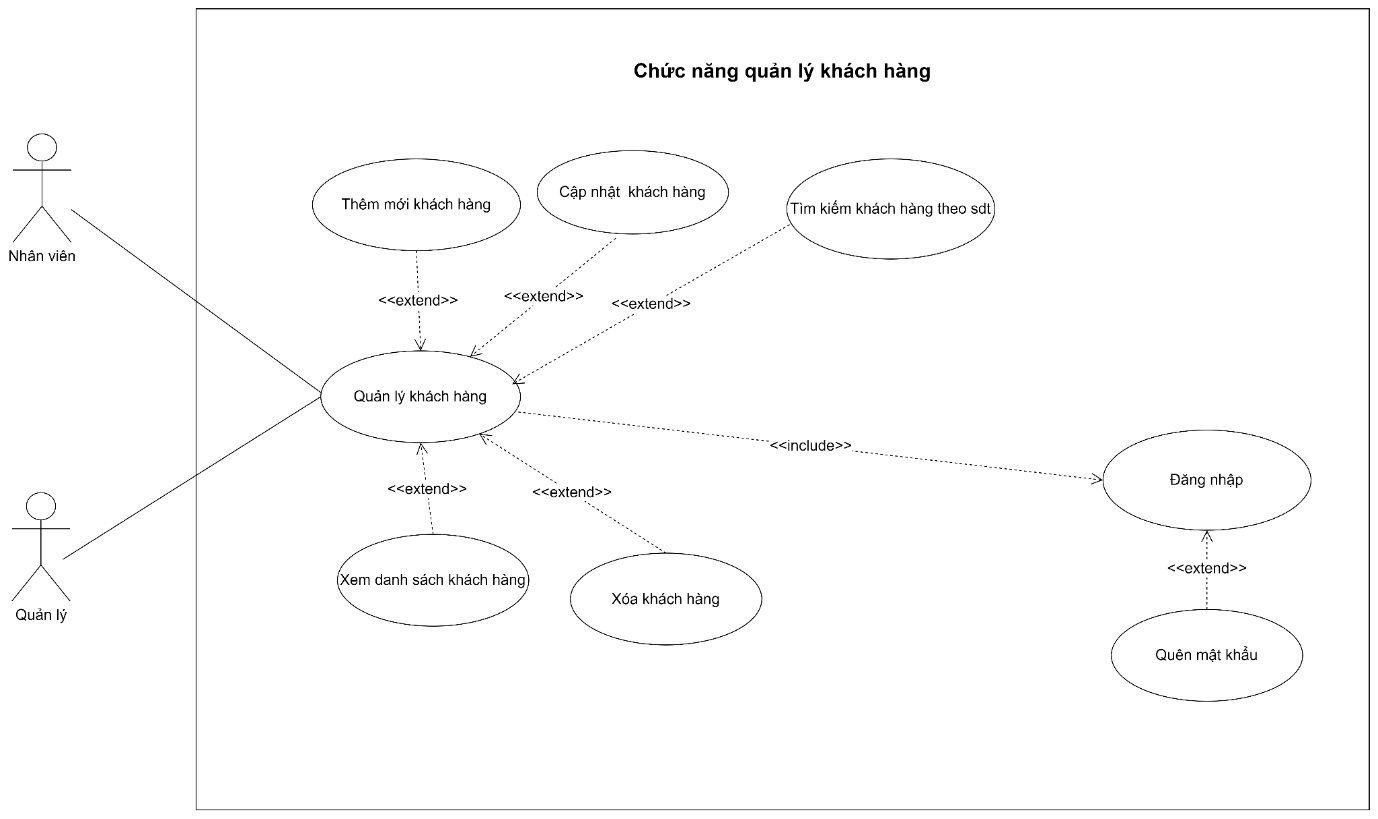 Chức năng quản lý khách hàng
Nhân viên
Thêm mới khách hàng
Cập nhật  khách hàng
Tìm kiếm khách hàng theo sdt
<<extend>>
<<extend>>
<<extend>>
Quản lý khách hàng
<<include>>
Đăng nhập
<<extend>>
<<extend>>
<<extend>>
Quản lý
Xem danh sách khách hàng
Xóa khách hàng
Quên mật khẩu